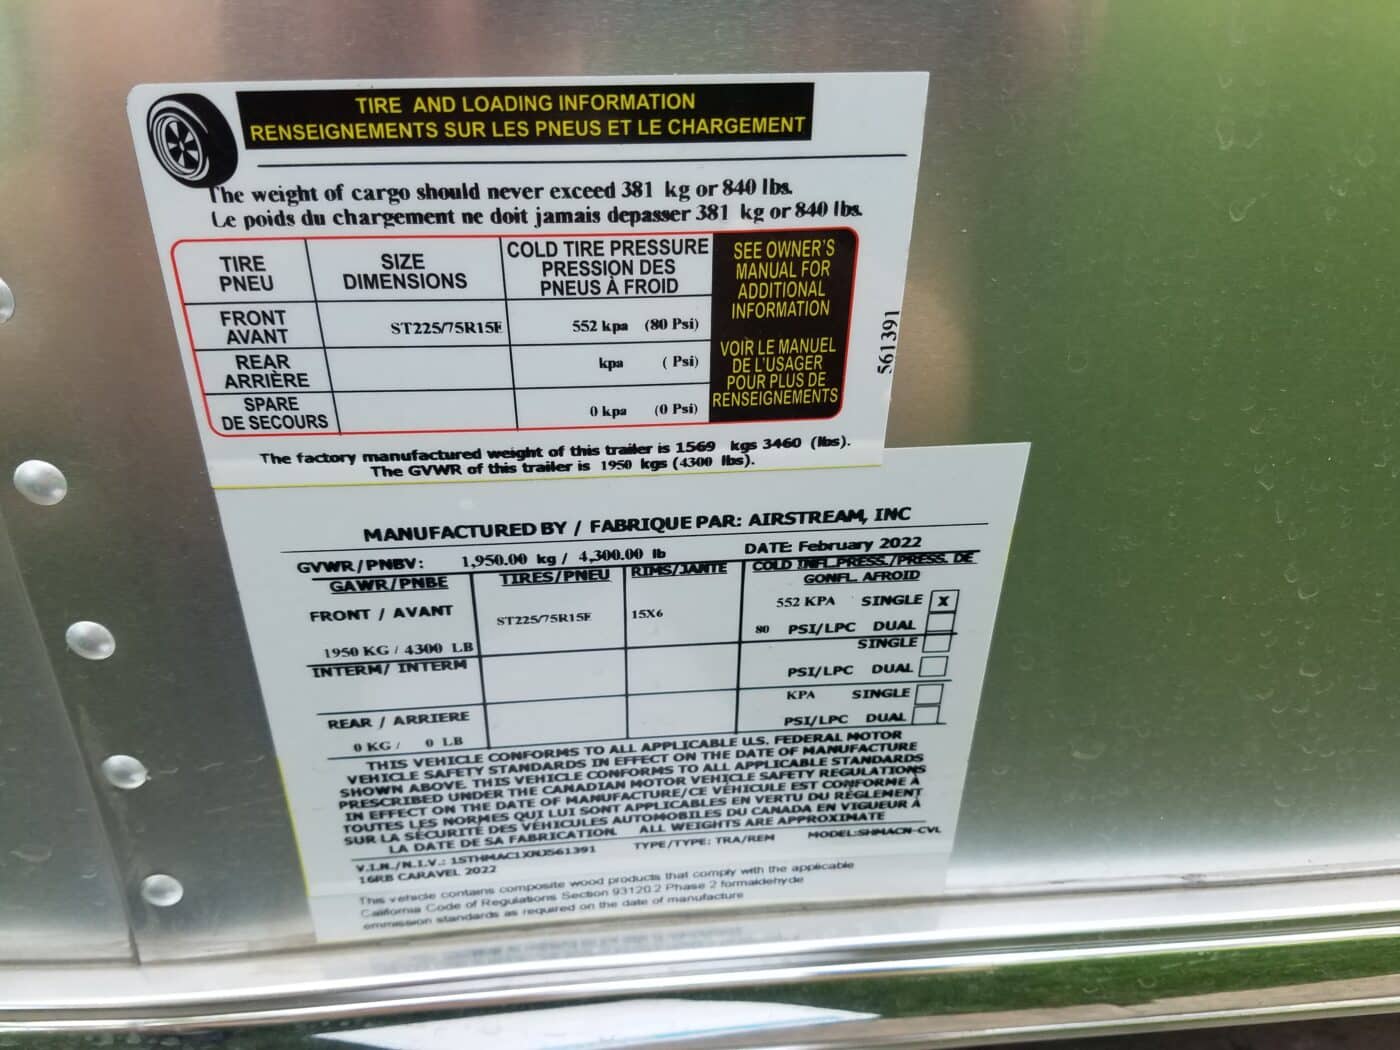 TIRE AND LOADING INFORMATION
RENSEIGNEMENTS SUR LES PNEUS ET LE CHARGEMENT
The weight of cargo should never exceed 381 kg or 840 lbs.
Le poids du chargement ne doit jamais depasser 381 kg or 840 lbs.
TIRE
PNEU
SIZE
DIMENSIONS
COLD TIRE PRESSURE
PRESSION DES
PNEUS À FROID
SEE OWNER'S
MANUAL FOR
ADDITIONAL
INFORMATION
VOIR LE MANUEL
DE L'USAGER
POUR PLUS DE
RENSEIGNEMENTS
FRONT
AVANT
ST225/75R15E
552 kpa (80 Psi)
REAR
ARRIÈRE
kpa ( Psi)
SPARE
DE SECOURS
0 kpa (0 Psi)
561391
The factory manufactured weight of this trailer is 1569 kgs 3460 (lbs).
The GVWR of this trailer is 1950 kgs (4300 lbs).
MANUFACTURED BY / FABRIQUE PAR: AIRSTREAM, INC
GVWR/PNBV: 1,950.00 kg / 4,300.00 lb DATE: February 2022
GAWR/PNBE TIRES/PNEU RIMS/JANTE COLD INFL.PRESS./PRESS. DE
GONFL. AFROID
FRONT / AVANT ST225/75R15E 15X6 552 KPA SINGLE X
1950 KG / 4300 LB 80 PSI/LPC DUAL
SINGLE
INTERM/ INTERM PSI/LPC DUAL
KPA SINGLE
REAR / ARRIERE PSI/LPC DUAL
0 KG / 0 LB
THIS VEHICLE CONFORMS TO ALL APPLICABLE U.S. FEDERAL MOTOR
VEHICLE SAFETY STANDARDS IN EFFECT ON THE DATE OF MANUFACTURE
SHOWN ABOVE. THIS VEHICLE CONFORMS TO ALL APPLICABLE STANDARDS
PRESCRIBED UNDER THE CANADIAN MOTOR VEHICLE SAFETY REGULATIONS
IN EFFECT ON THE DATE OF MANUFACTURE/CE VÉHICULE EST CONFORME À
TOUTES LES NORMES QUI LUI SONT APPLICABLES EN VERTU DU RÉGLEMENT
SUR LA SÉCURITÉ DES VÉHICULES AUTOMOBILES DU CANADA EN VIGUEUR À
LA DATE DE SA FABRICATION. ALL WEIGHTS ARE APPROXIMATE
V.I.N./N.I.V.: 1STHMAC1XNJ561391 TYPE/TYPE: TRA/REM MODEL:SHMACN-CVL
16RB CARAVEL 2022
This vehicle contains composite wood products that comply with the applicable
California Code of Regulations Section 93120.2 Phase 2 formaldehyde
emmission standards as required on the date of manufacture